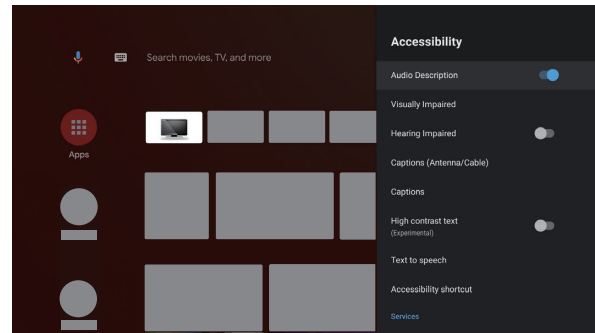 Search movies, TV, and more
Apps
Accessibility
Audio Description
Visually Impaired
Hearing Impaired
Captions (Antenna/Cable)
Captions
High contrast text
(Experimental)
Text to speech
Accessibility shortcut
Services